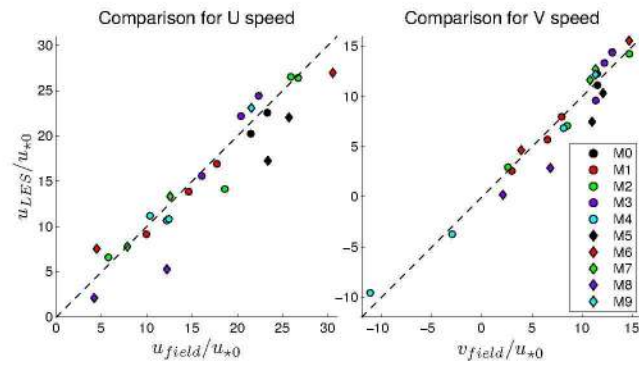 Comparison for U speed
Comparison for V speed
30
25
20
15
10
5
0
u_LES/u_{*0}
0 5 10 15 20 25 30
u_field/u_{*0}
15
10
5
0
−5
−10
−10 −5 0 5 10 15
v_field/u_{*0}
M0
M1
M2
M3
M4
M5
M6
M7
M8
M9